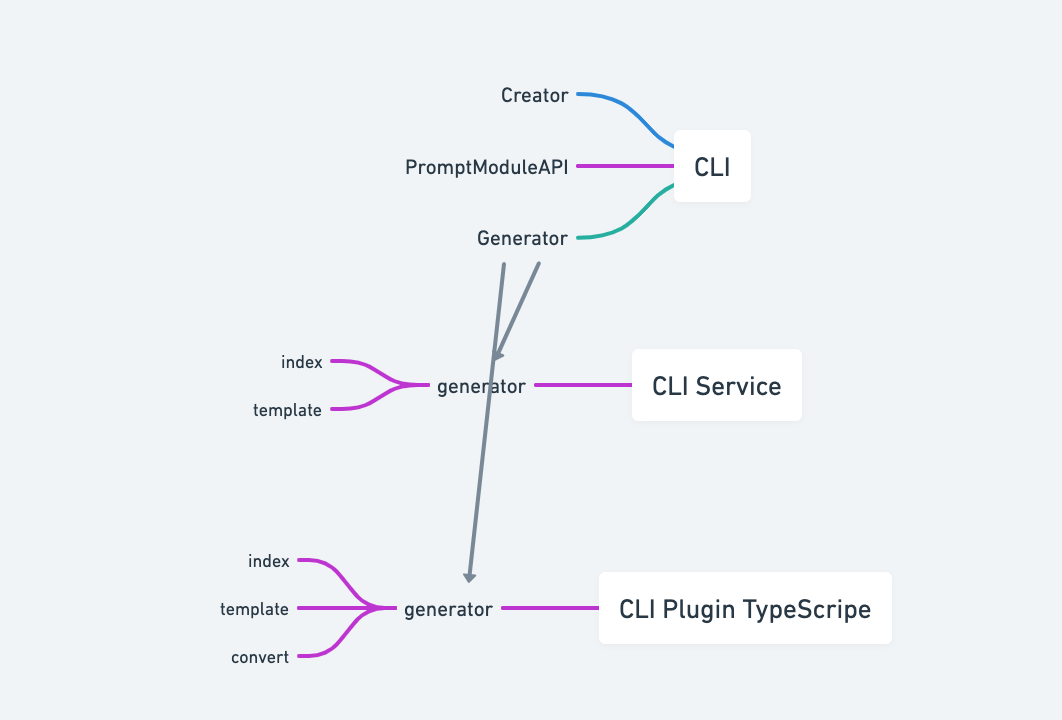 Creator
PromptModuleAPI
CLI
Generator
index
template
generator
CLI Service
index
template
convert
generator
CLI Plugin TypeScripe